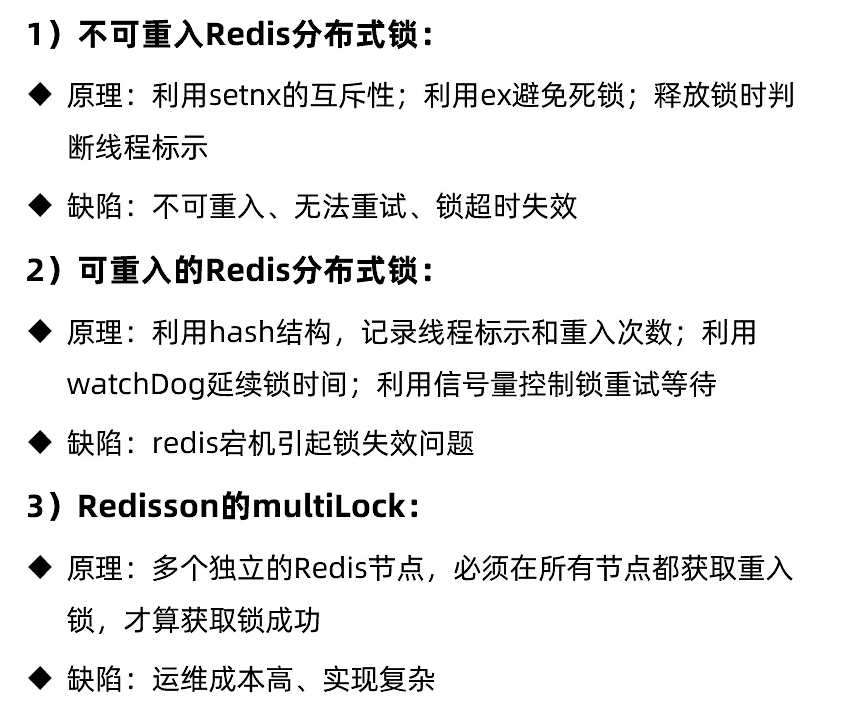 1）不可重入Redis分布式锁：
◆ 原理：利用setnx的互斥性；利用ex避免死锁；释放锁时判
断线程标示
◆ 缺陷：不可重入、无法重试、锁超时失效
2）可重入的Redis分布式锁：
◆ 原理：利用hash结构，记录线程标示和重入次数；利用
watchDog延续锁时间；利用信号量控制锁重试等待
◆ 缺陷：redis宕机引起锁失效问题
3）Redisson的multiLock：
◆ 原理：多个独立的Redis节点，必须在所有节点都获取重入
锁，才算获取锁成功
◆ 缺陷：运维成本高、实现复杂